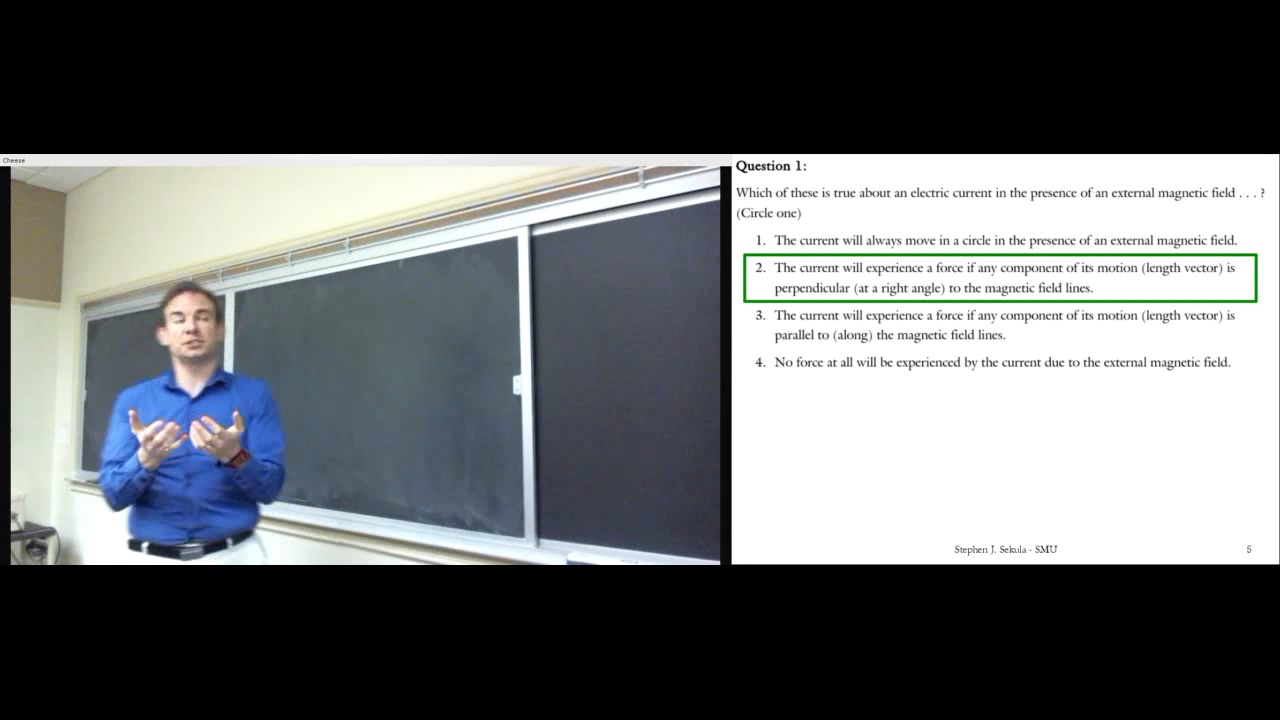 Cheese
Question 1:
Which of these is true about an electric current in the presence of an external magnetic field . . . ?
(Circle one)
1. The current will always move in a circle in the presence of an external magnetic field.
2. The current will experience a force if any component of its motion (length vector) is
perpendicular (at a right angle) to the magnetic field lines.
3. The current will experience a force if any component of its motion (length vector) is
parallel to (along) the magnetic field lines.
4. No force at all will be experienced by the current due to the external magnetic field.
Stephen J. Sekula - SMU
5